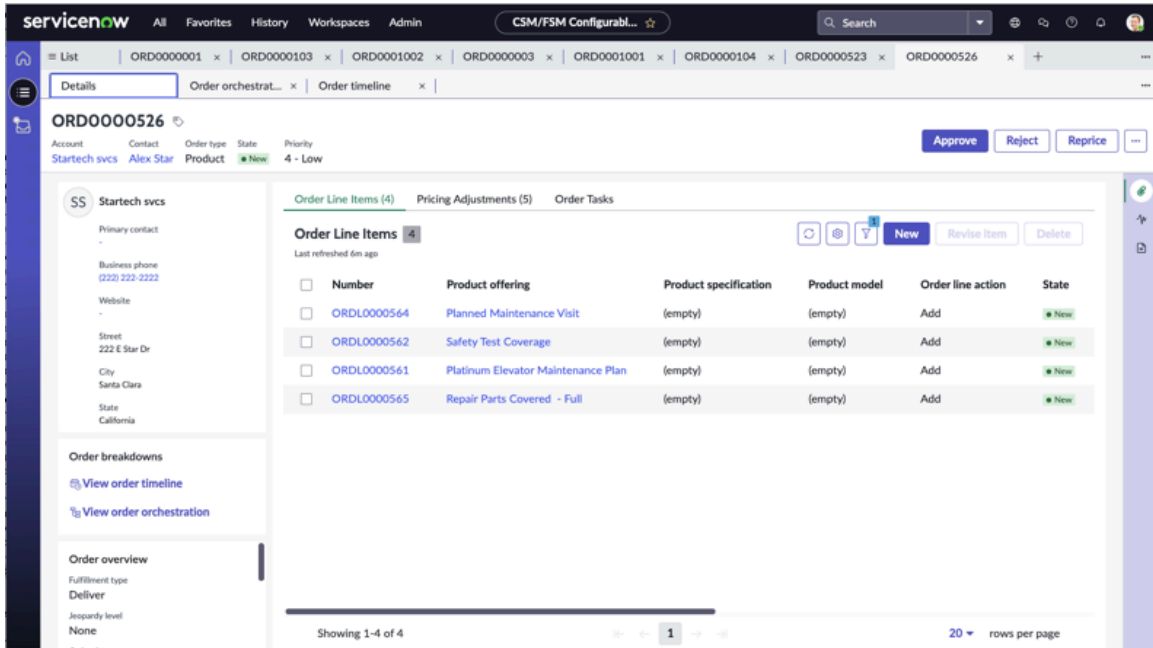 servicenow All Favorites History Workspaces Admin CSM/FSM Configurabl... Search
List ORD0000001 ORD0000103 ORD0001002 ORD0000003 ORD0001001 ORD0000104 ORD0000523 ORD0000526
Details Order orchestrat... Order timeline
ORD0000526
Account Contact Order type State Priority
Startech svcs Alex Star Product New 4 - Low
Approve Reject Reprice
SS Startech svcs
Primary contact
-
Business phone
(222) 222-2222
Website
-
Street
222 E Star Dr
City
Santa Clara
State
California
Order breakdowns
View order timeline
View order orchestration
Order overview
Fulfillment type
Deliver
Jeopardy level
None
Order Line Items (4) Pricing Adjustments (5) Order Tasks
Order Line Items 4
Last refreshed 6m ago
1 New Revise Item Delete
Number Product offering Product specification Product model Order line action State
ORDL0000564 Planned Maintenance Visit (empty) (empty) Add New
ORDL0000562 Safety Test Coverage (empty) (empty) Add New
ORDL0000561 Platinum Elevator Maintenance Plan (empty) (empty) Add New
ORDL0000565 Repair Parts Covered - Full (empty) (empty) Add New
Showing 1-4 of 4 1 20 rows per page